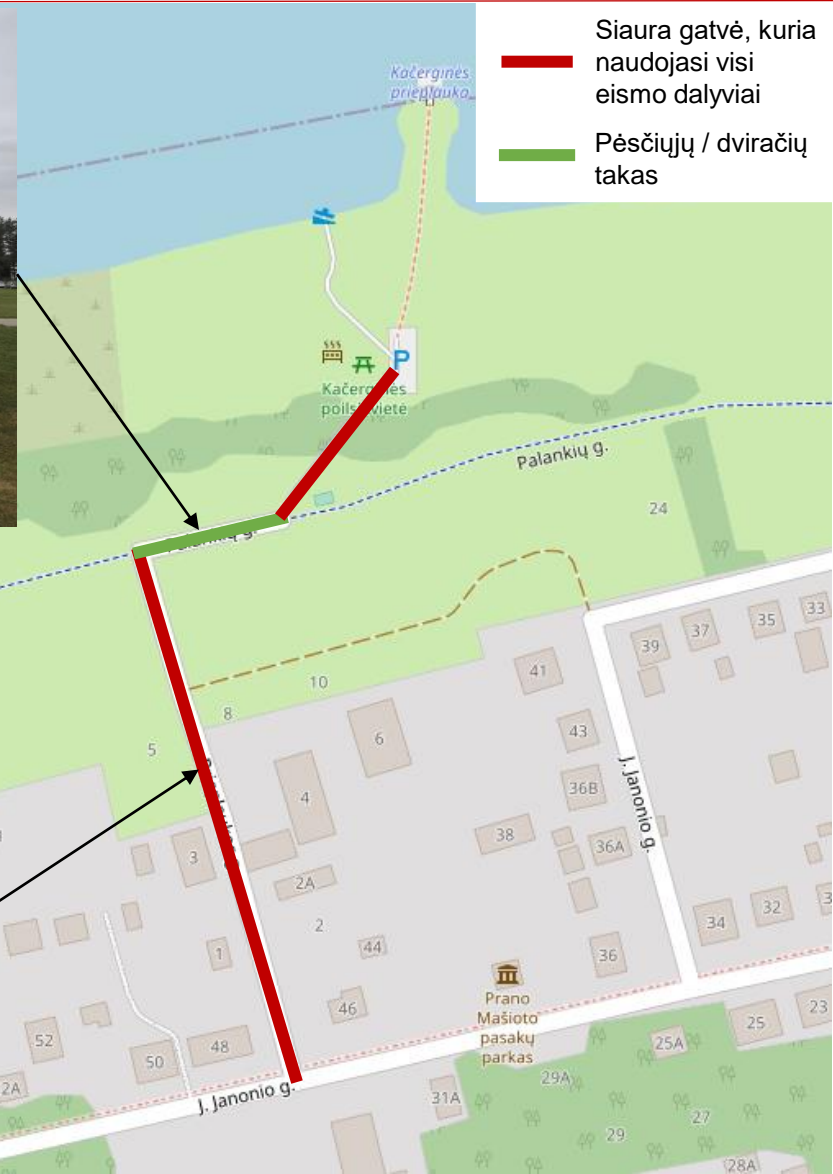 Siaura gatvė, kuria
naudojasi visi
eismo dalyviai
Pėsčiųjų / dviračių
takas
Kačerginės
prieplauka
P
Kačerginės
poilsiavietė
Palankių g.
Palankių g.
24
33
35
37
39
10
41
8
6
43
5
J. Janonio g.
4
36B
38
36A
3
2A
32
34
2
44
1
36
46
Prano
Mašioto
pasakų
parkas
23
25
52
48
25A
50
2A
29A
J. Janonio g.
31A
27
29
28A